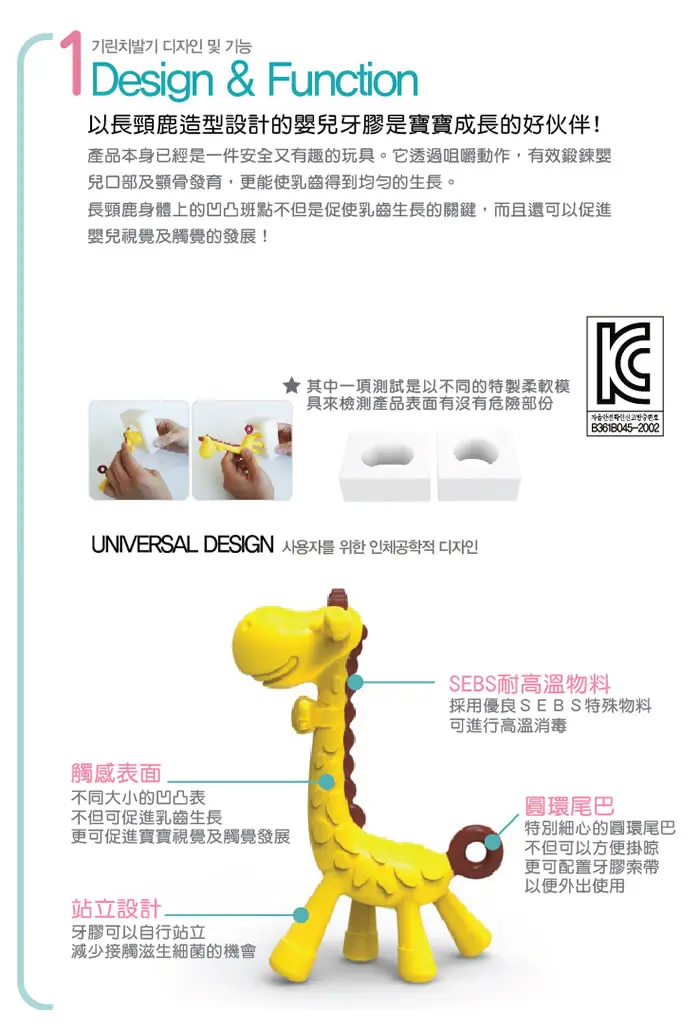 1
기린치발기 디자인 및 기능
Design & Function
以長頸鹿造型設計的嬰兒牙膠是寶寶成長的好伙伴!
產品本身已經是一件安全又有趣的玩具。它透過咀嚼動作，有效鍛鍊嬰
兒口部及顎骨發育，更能使乳齒得到均勻的生長。
長頸鹿身體上的凹凸班點不但是促使乳齒生長的關鍵，而且還可以促進
嬰兒視覺及觸覺的發展！
★ 其中一項測試是以不同的特製柔軟模
具來檢測產品表面有沒有危險部份
자율안전확인신고필증번호
B361B045-2002
UNIVERSAL DESIGN 사용자를 위한 인체공학적 디자인
SEBS耐高溫物料
採用優良ＳＥＢＳ特殊物料
可進行高溫消毒
觸感表面
不同大小的凹凸表
不但可促進乳齒生長
更可促進寶寶視覺及觸覺發展
圓環尾巴
特別細心的圓環尾巴
不但可以方便掛晾
更可配置牙膠索帶
以便外出使用
站立設計
牙膠可以自行站立
減少接觸滋生細菌的機會